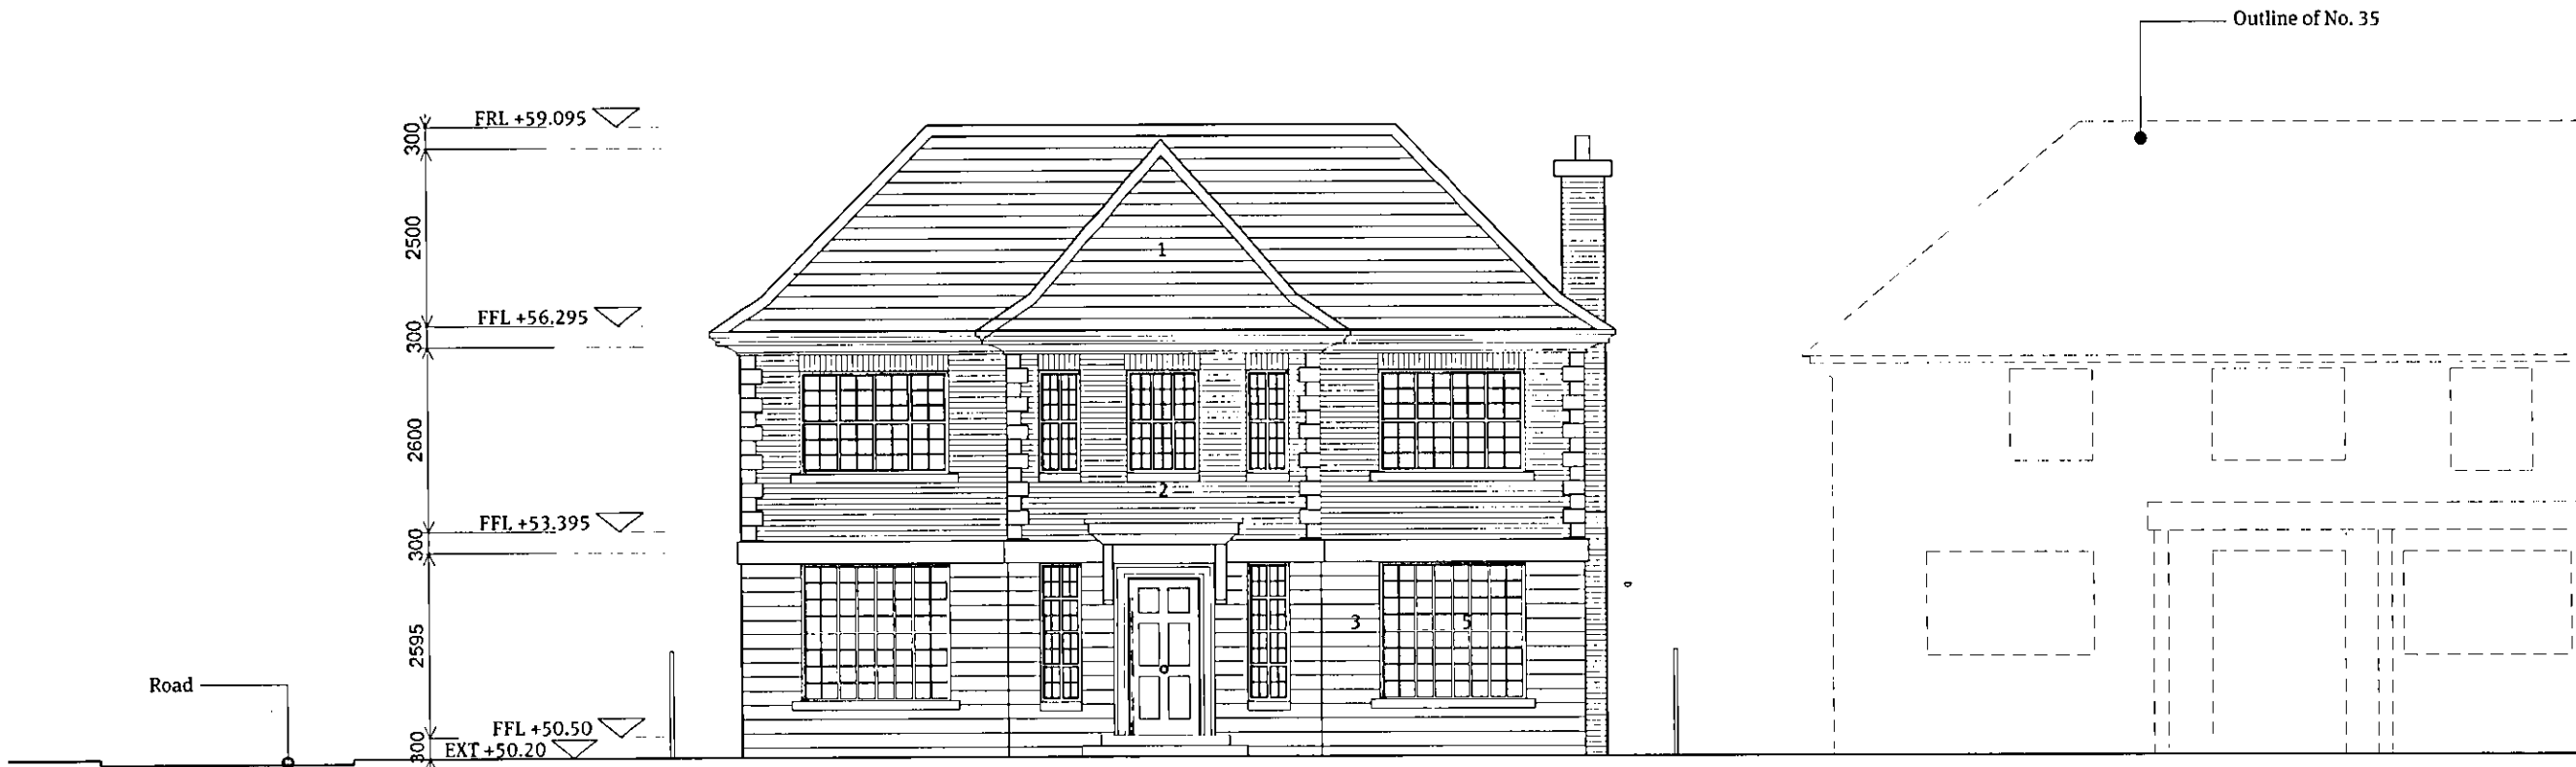 Outline of No. 35
FRL +59.095
300
2500
FFL +56.295
300
2600
FFL +53.395
300
2595
FFL +50.50
300
EXT +50.20
Road
1
2
3
5